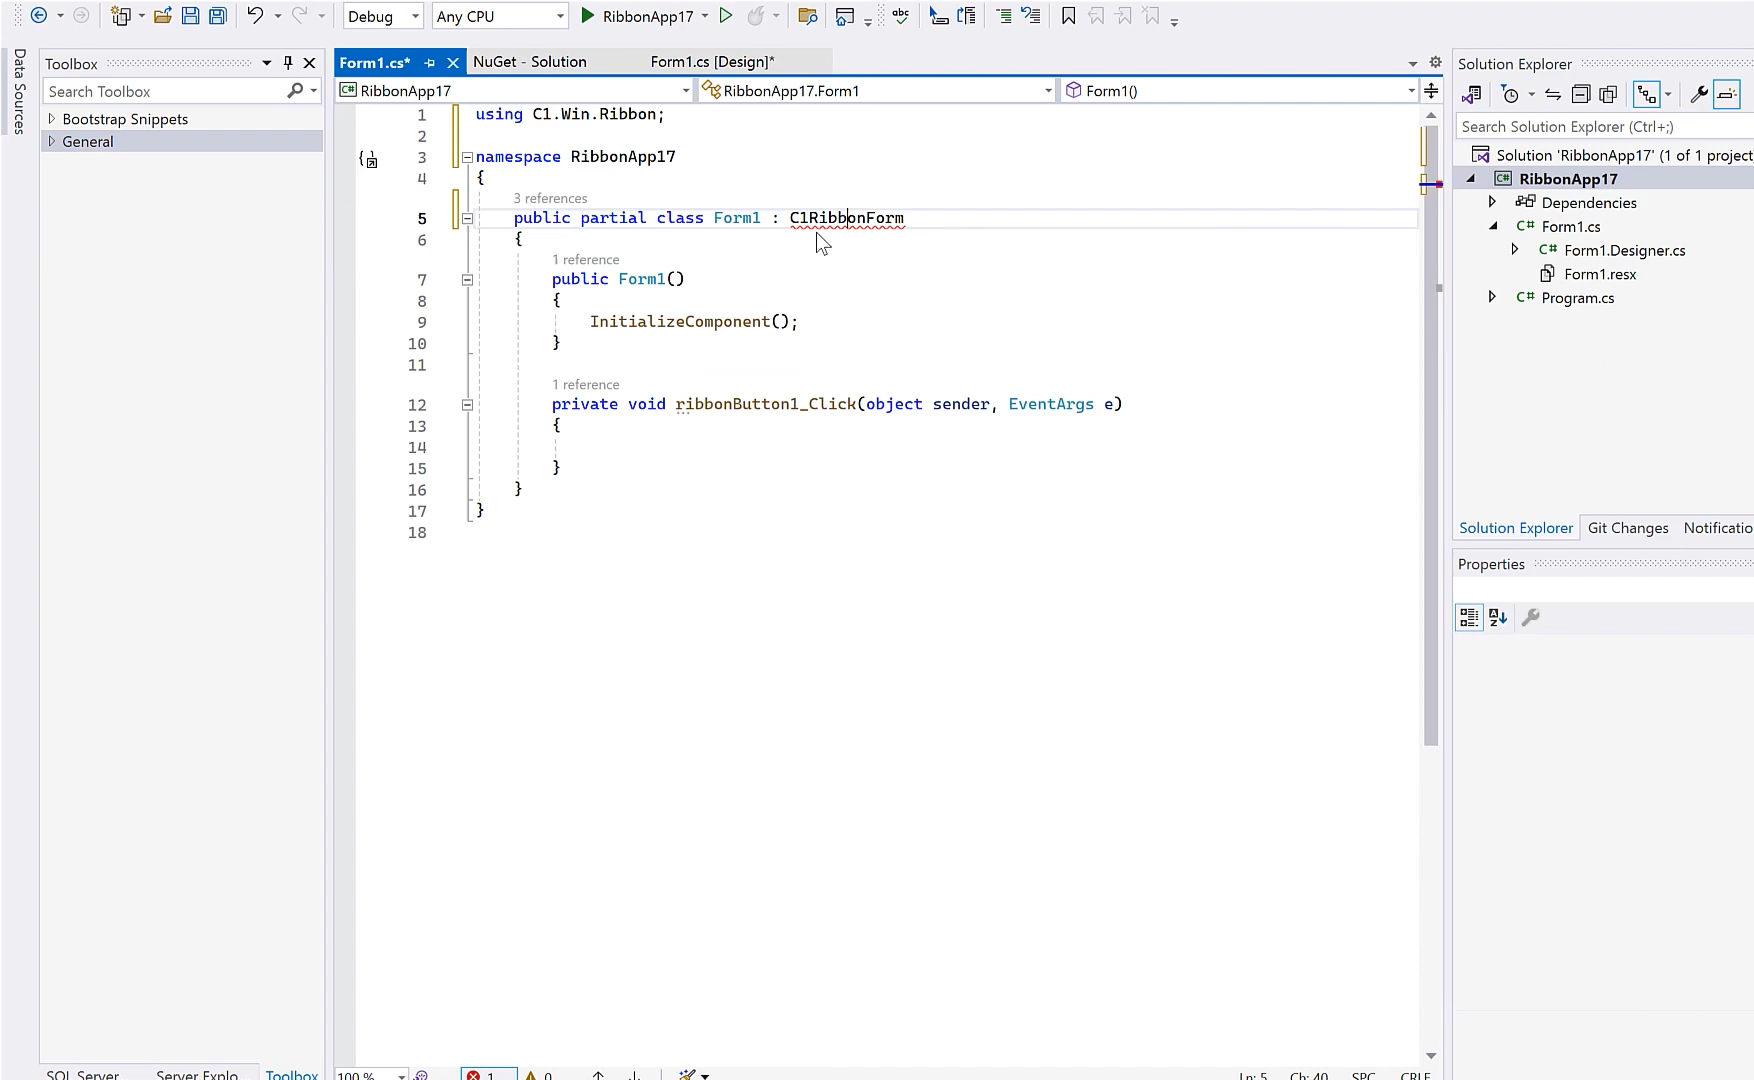 Debug
Any CPU
RibbonApp17
abc
Data Sources
Toolbox
Search Toolbox
Bootstrap Snippets
General
Form1.cs*
NuGet - Solution
Form1.cs [Design]*
RibbonApp17
RibbonApp17.Form1
Form1()
1 using C1.Win.Ribbon;
2
3 namespace RibbonApp17
4 {
3 references
5 public partial class Form1 : C1RibbonForm
6 {
1 reference
7 public Form1()
8 {
9 InitializeComponent();
10 }
11
1 reference
12 private void ribbonButton1_Click(object sender, EventArgs e)
13 {
14
15 }
16 }
17 }
18
Solution Explorer
Search Solution Explorer (Ctrl+;)
Solution 'RibbonApp17' (1 of 1 project
C# RibbonApp17
Dependencies
C# Form1.cs
C# Form1.Designer.cs
Form1.resx
C# Program.cs
Solution Explorer
Git Changes
Notificatio
Properties
SQL Server
Server Explo
Toolbox
100 %
1
0
Ln: 5
Ch: 40
SPC
CRLF